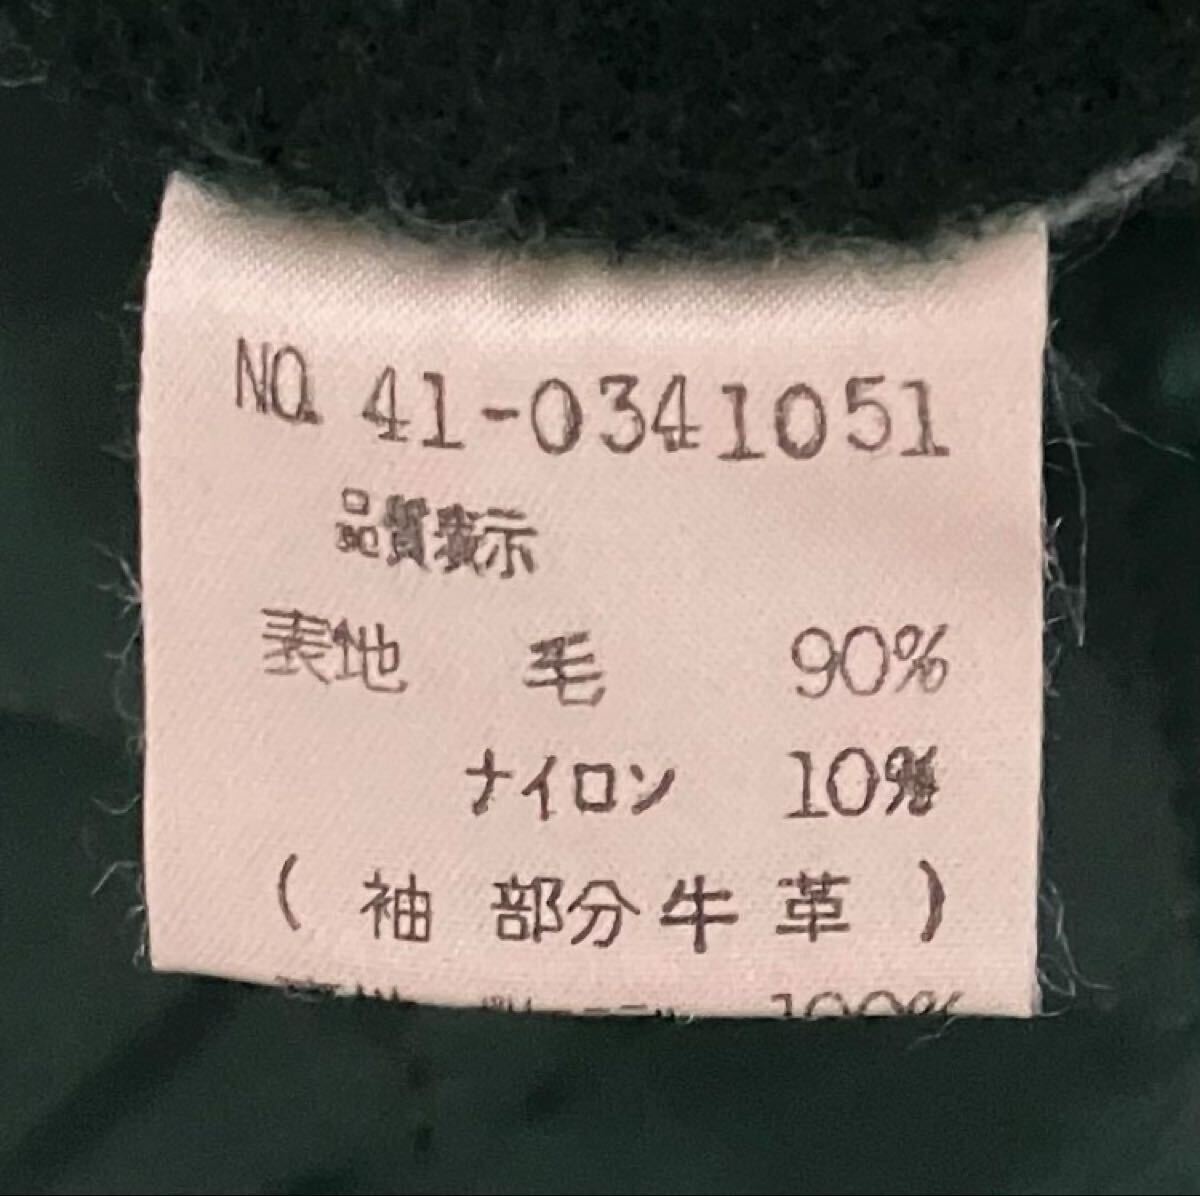 NO. 41-0341051
品質表示
表地 毛 90%
ナイロン 10%
( 袖 部分牛 革 )
100%